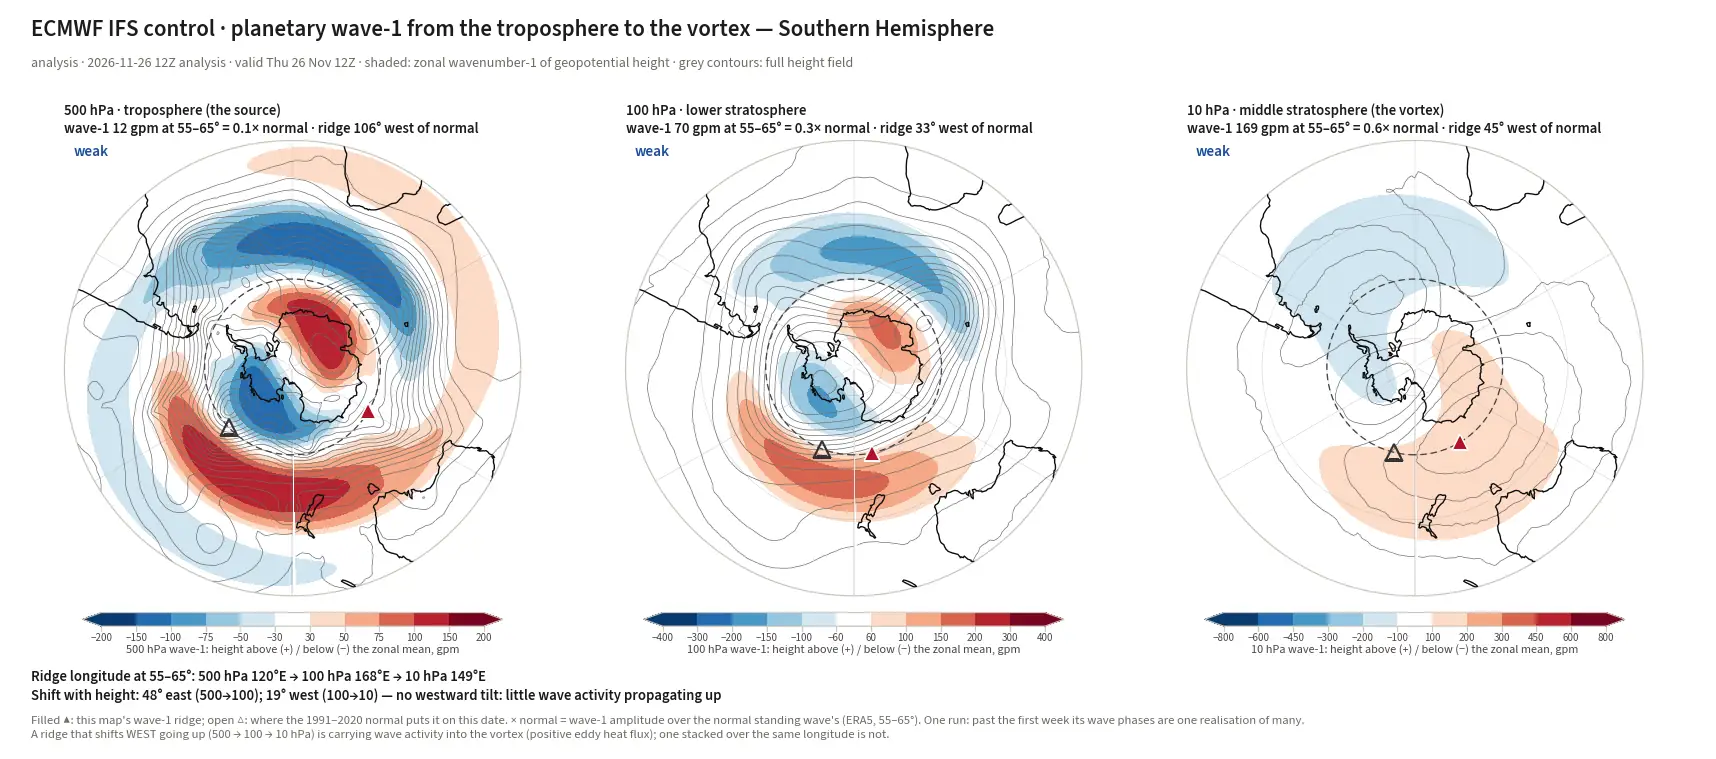 ECMWF IFS control · planetary wave-1 from the troposphere to the vortex — Southern Hemisphere
analysis · 2026-11-26 12Z analysis · valid Thu 26 Nov 12Z · shaded: zonal wavenumber-1 of geopotential height · grey contours: full height field
500 hPa · troposphere (the source)
wave-1 12 gpm at 55–65° = 0.1× normal · ridge 106° west of normal
weak
100 hPa · lower stratosphere
wave-1 70 gpm at 55–65° = 0.3× normal · ridge 33° west of normal
weak
10 hPa · middle stratosphere (the vortex)
wave-1 169 gpm at 55–65° = 0.6× normal · ridge 45° west of normal
weak
−200 −150 −100 −75 −50 −30 30 50 75 100 150 200
500 hPa wave-1: height above (+) / below (−) the zonal mean, gpm
−400 −300 −200 −150 −100 −60 60 100 150 200 300 400
100 hPa wave-1: height above (+) / below (−) the zonal mean, gpm
−800 −600 −450 −300 −200 −100 100 200 300 450 600 800
10 hPa wave-1: height above (+) / below (−) the zonal mean, gpm
Ridge longitude at 55–65°S: 500 hPa 120°E → 100 hPa 168°E → 10 hPa 149°E
Shift with height: 48° east (500→100); 19° west (100→10) — no westward tilt: little wave activity propagating up
Filled ▲: this map's wave-1 ridge; open △: where the 1991–2020 normal puts it on this date. × normal = wave-1 amplitude over the normal standing wave's (ERA5, 55–65°). One run: past the first week its wave phases are one realisation of many.
A ridge that shifts WEST going up (500 → 100 → 10 hPa) is carrying wave activity into the vortex (positive eddy heat flux); one stacked over the same longitude is not.